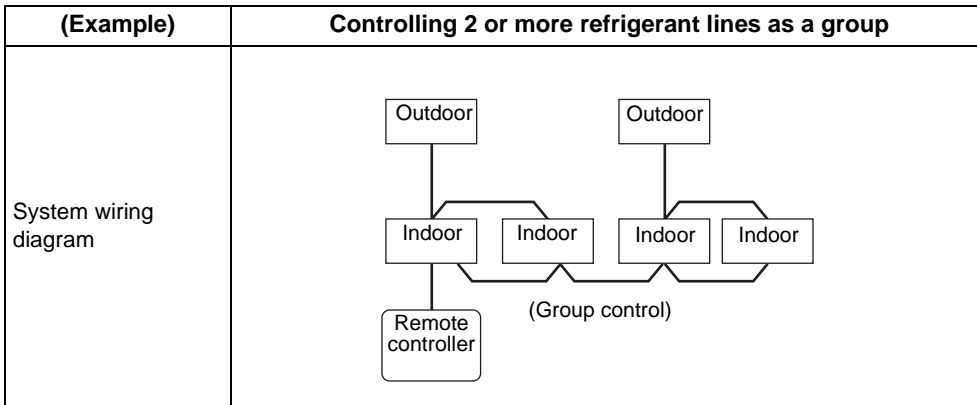 (Example)
Controlling 2 or more refrigerant lines as a group
System wiring
diagram
Outdoor
Outdoor
Indoor
Indoor
Indoor
Indoor
(Group control)
Remote
controller